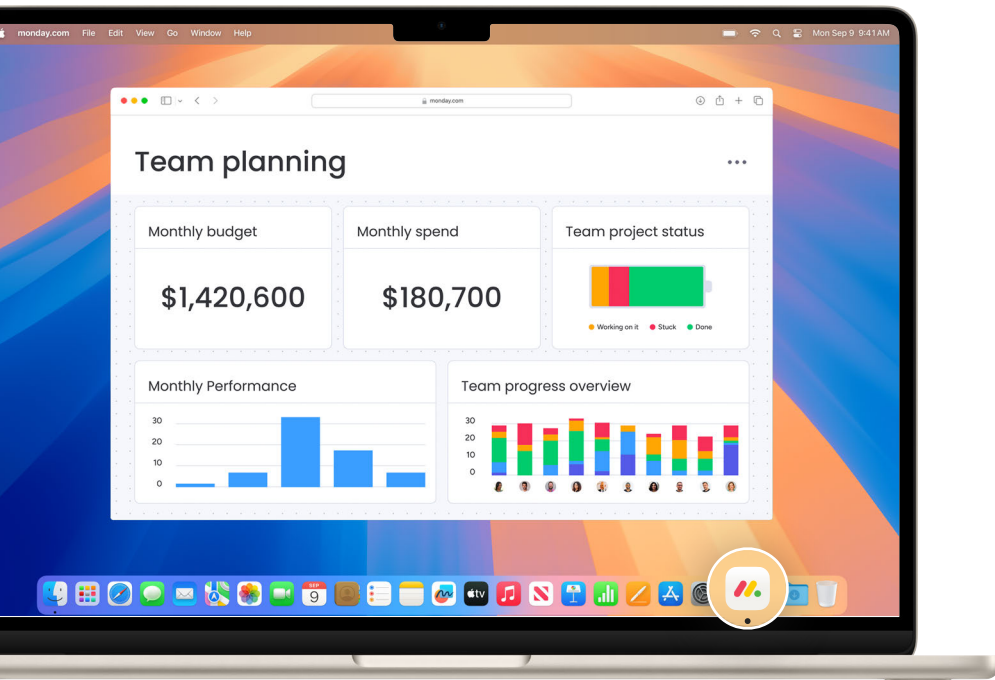 monday.com File Edit View Go Window Help
Mon Sep 9 9:41 AM
monday.com
Team planning
Monthly budget
$1,420,600
Monthly spend
$180,700
Team project status
Working on it Stuck Done
Monthly Performance
30
20
10
0
Team progress overview
30
20
10
0
SEP
9
tv